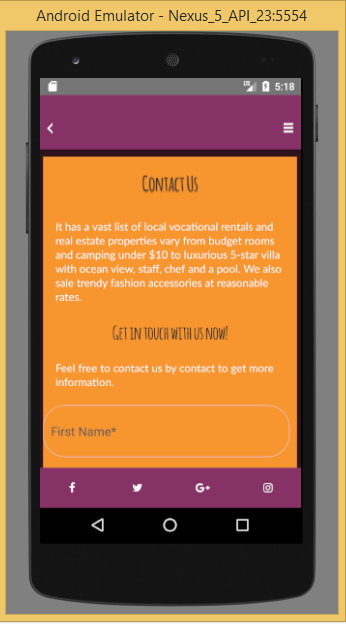 Android Emulator - Nexus_5_API_23:5554
LTE 5:18
Contact Us
It has a vast list of local vocational rentals and
real estate properties vary from budget rooms
and camping under $10 to luxurious 5-star villa
with ocean view, staff, chef and a pool. We also
sale trendy fashion accessories at reasonable
rates.
Get in touch with us now!
Feel free to contact us by contact to get more
information.
First Name*